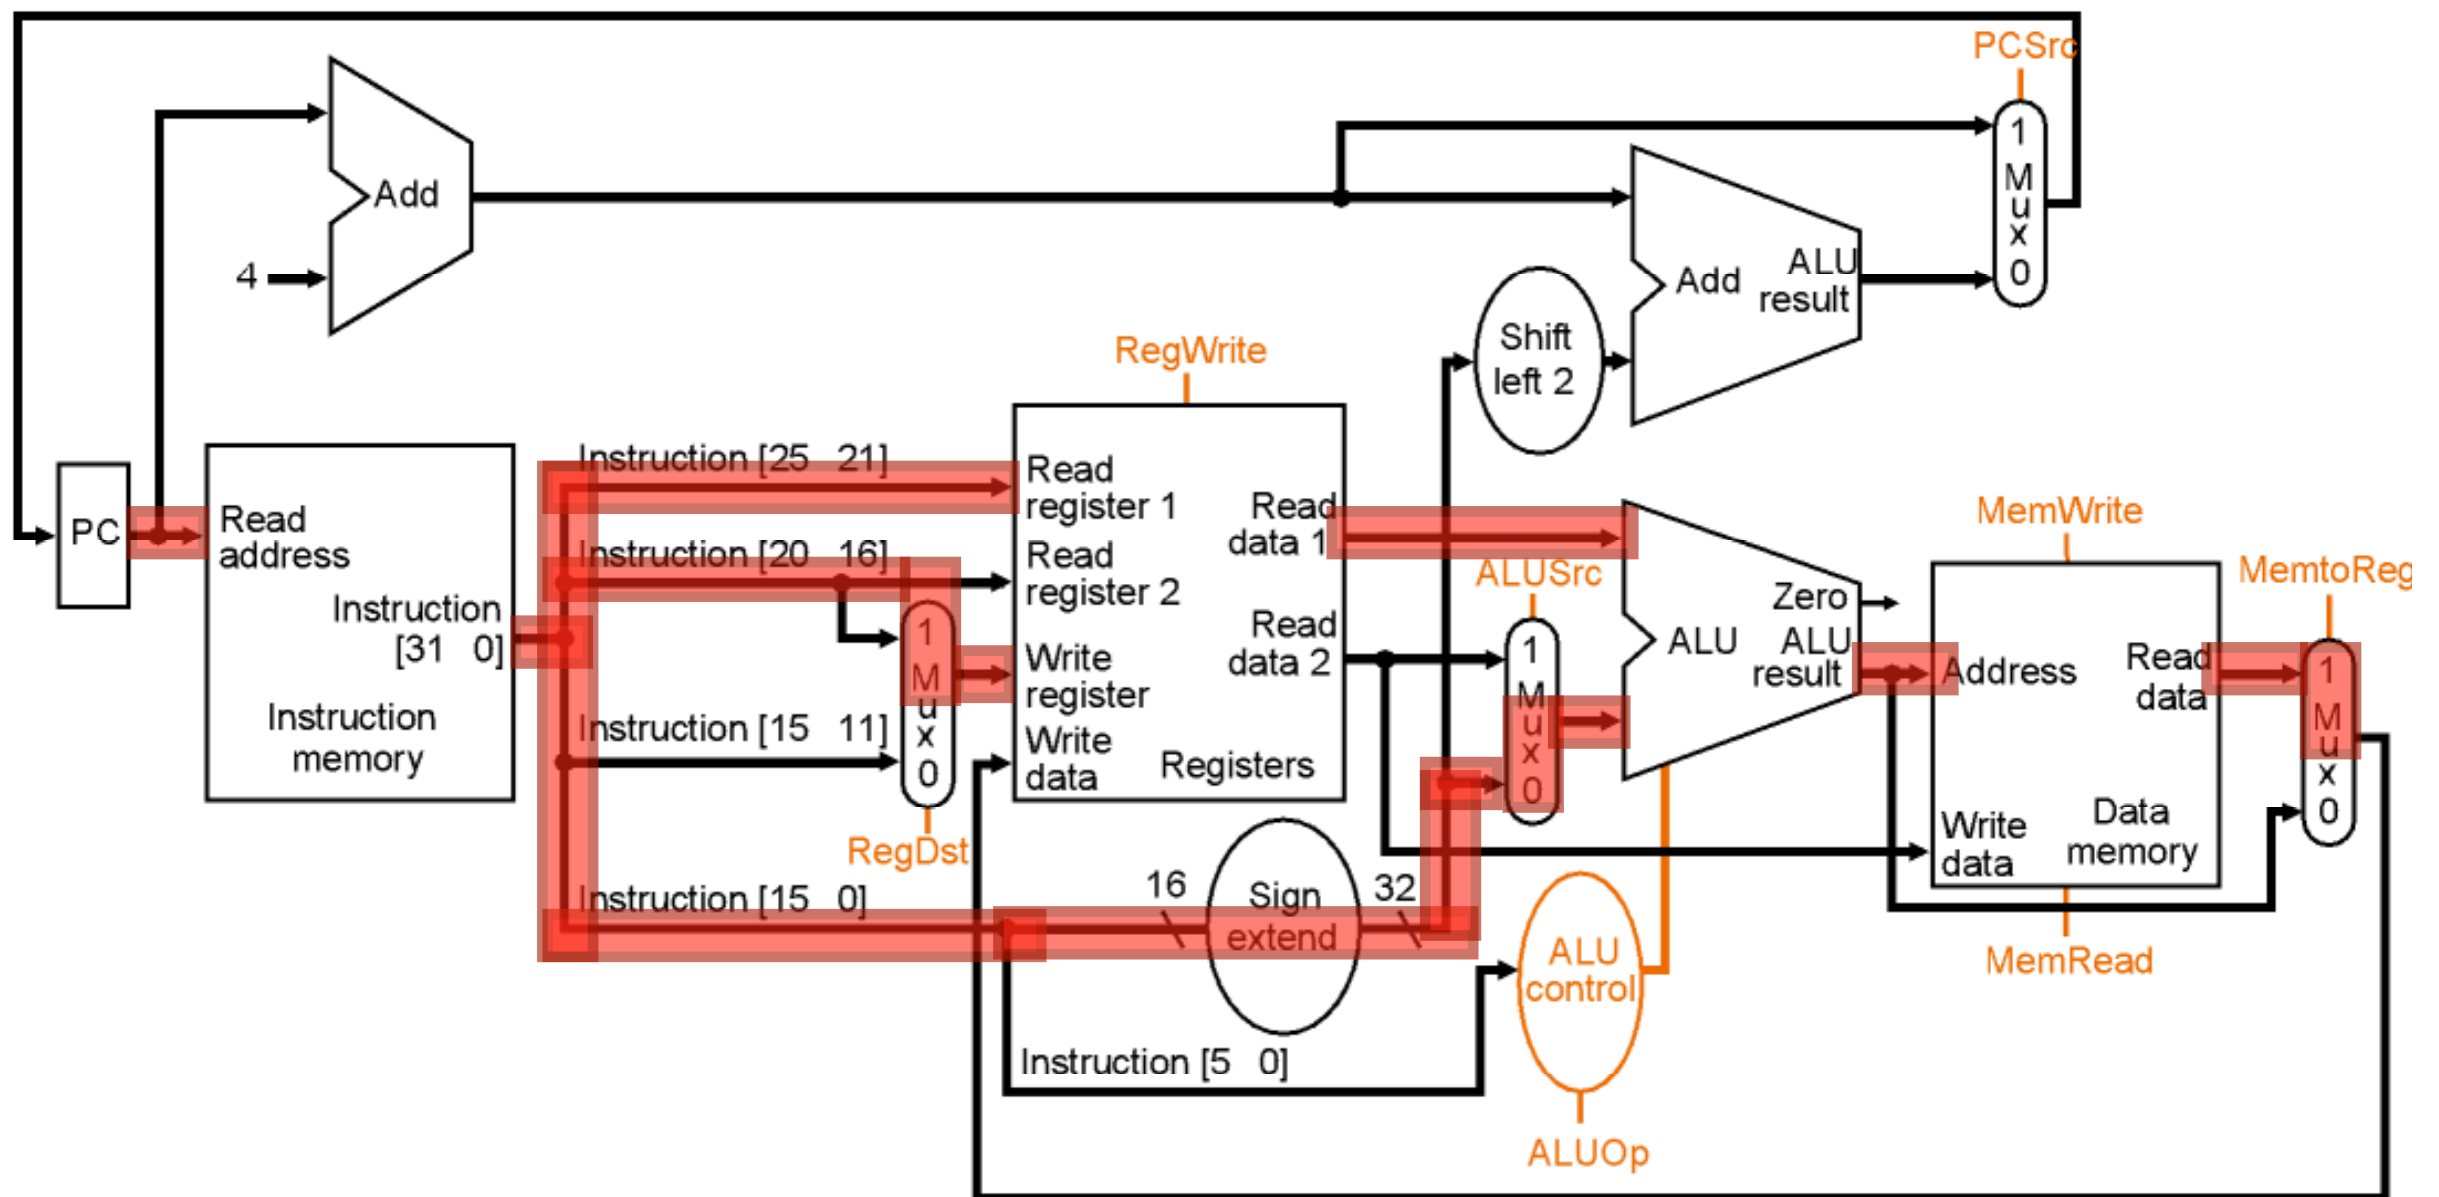 PCSrc
1
M
u
x
0
Add
4
Add
ALU
result
Shift
left 2
RegWrite
PC
Read
address
Instruction
[31 0]
Instruction
memory
Instruction [25 21]
Instruction [20 16]
Instruction [15 11]
Instruction [15 0]
1
M
u
x
0
RegDst
Read
register 1
Read
register 2
Write
register
Write
data
Read
data 1
Read
data 2
Registers
16
Sign
extend
32
Instruction [5 0]
ALUSrc
1
M
u
x
0
ALU
Zero
ALU
result
ALU
control
ALUOp
MemWrite
Address
Read
data
Write
data
Data
memory
MemRead
MemtoReg
1
M
u
x
0